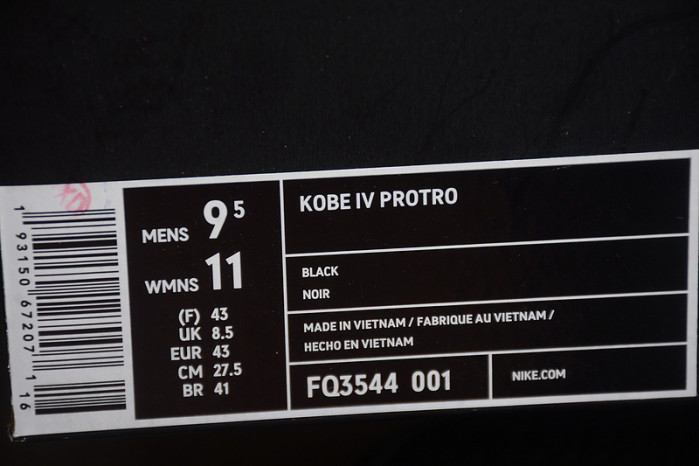 1 93150 67207 1 16
MENS 9 5
WMNS 11
(F) 43
UK 8.5
EUR 43
CM 27.5
BR 41
KOBE IV PROTRO
BLACK
NOIR
MADE IN VIETNAM / FABRIQUE AU VIETNAM /
HECHO EN VIETNAM
FQ3544 001
NIKE.COM